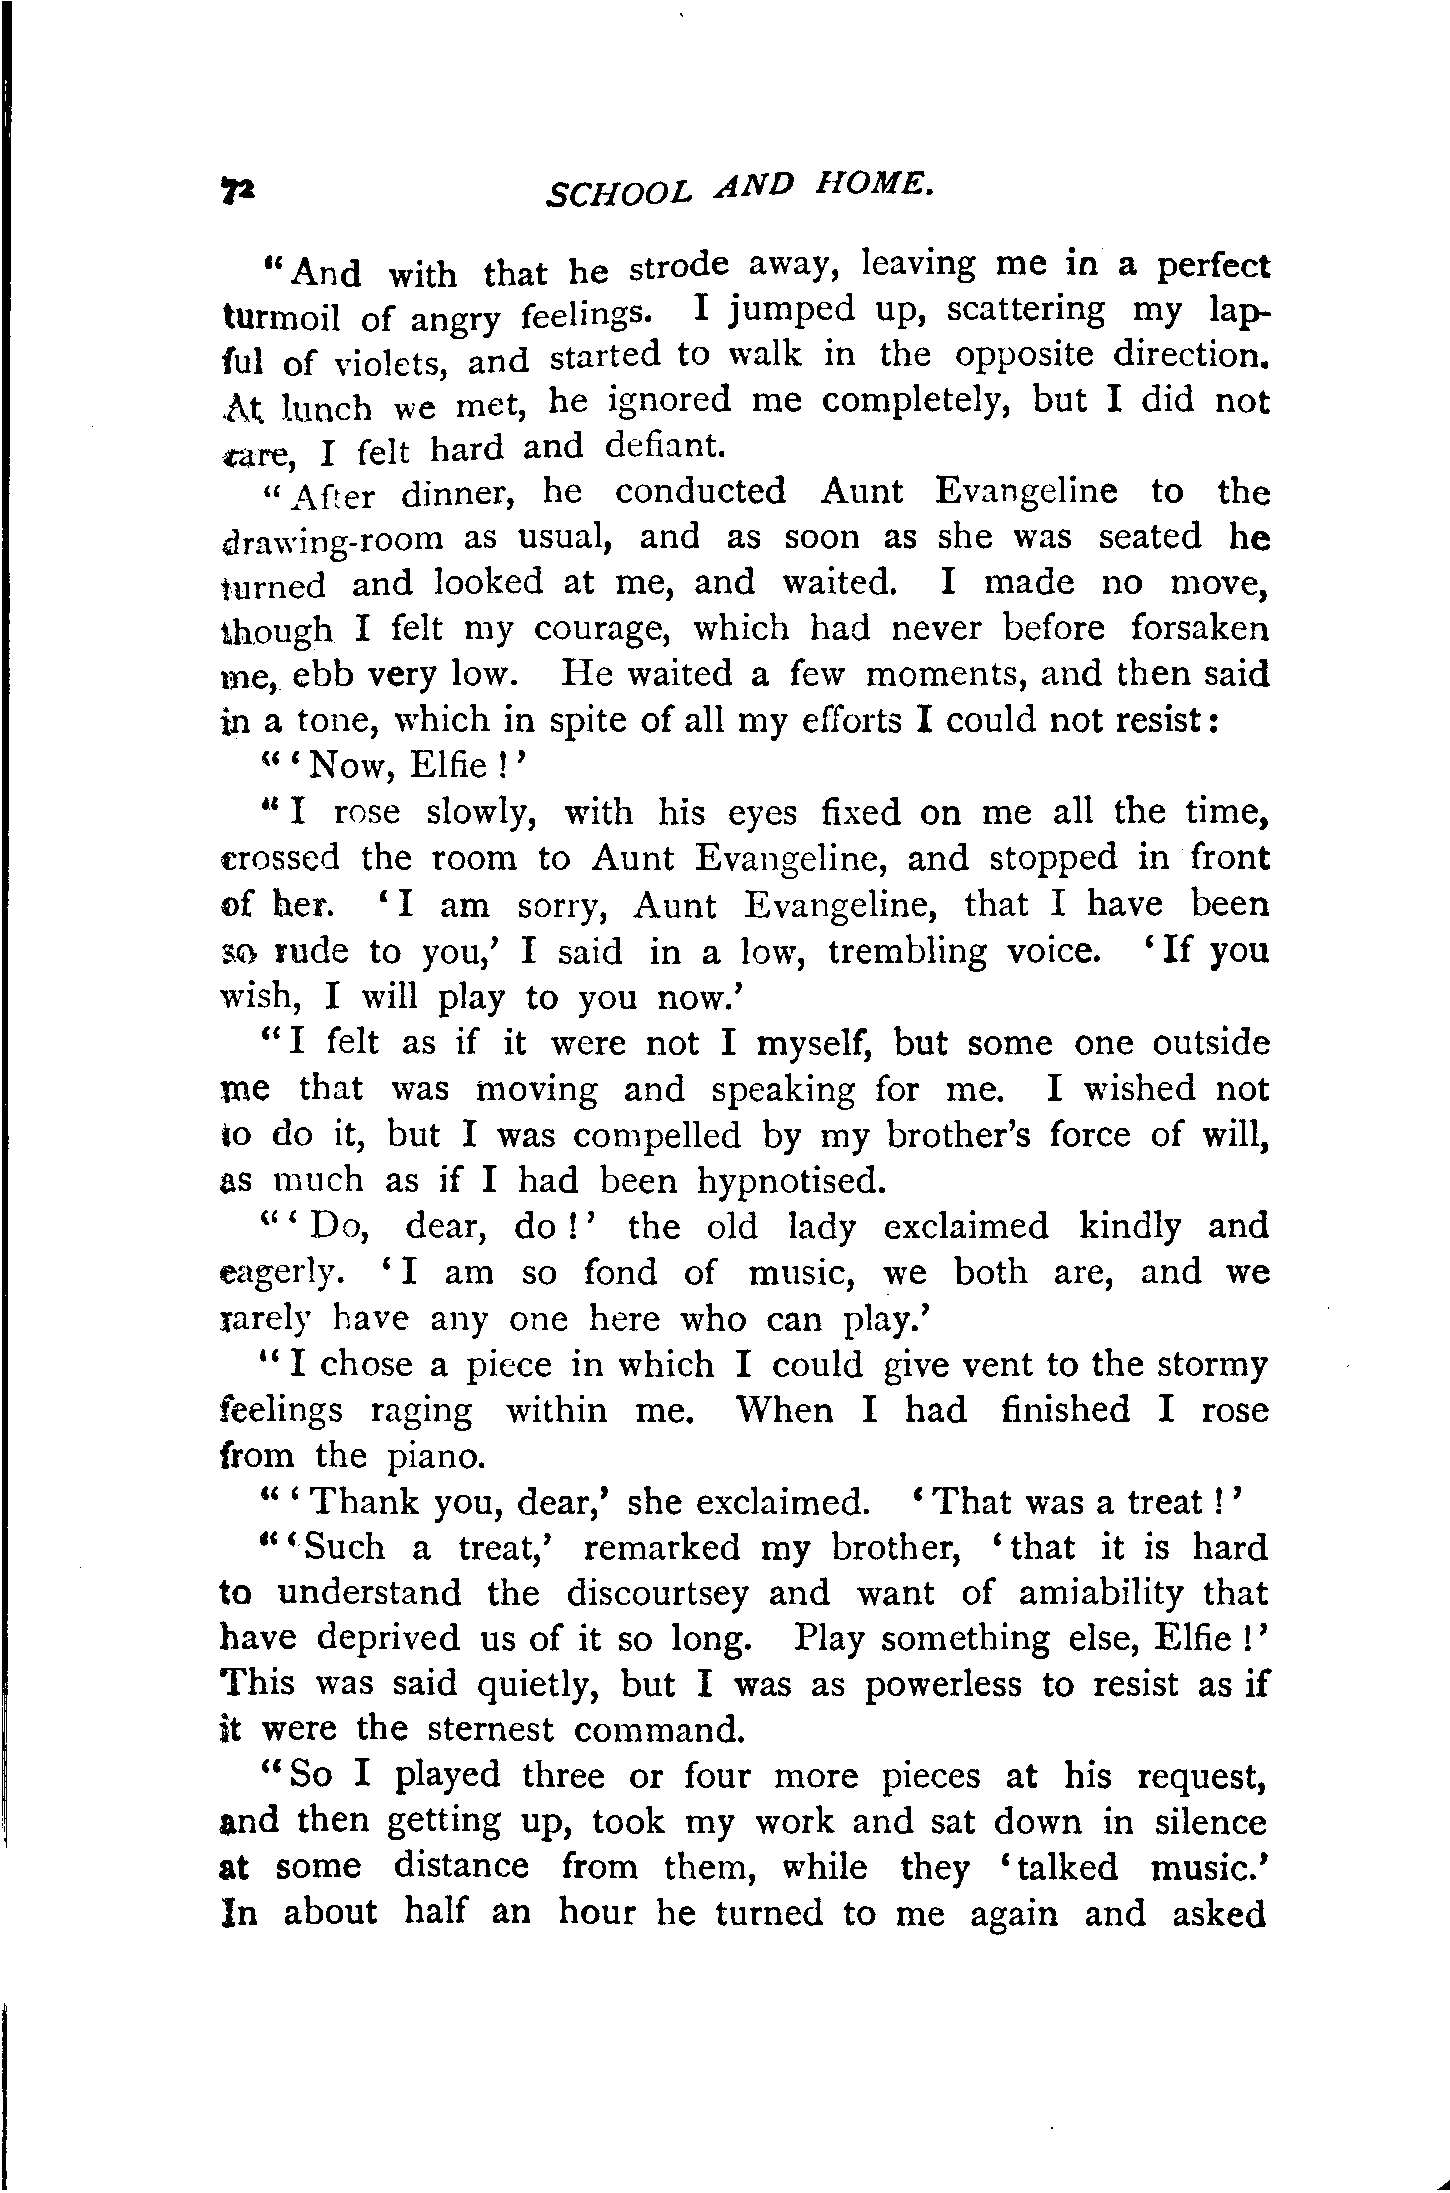 72 SCHOOL AND HOME.
"And with that he strode away, leaving me in a perfect
turmoil of angry feelings. I jumped up, scattering my lap-
ful of violets, and started to walk in the opposite direction.
At lunch we met, he ignored me completely, but I did not
care, I felt hard and defiant.
"After dinner, he conducted Aunt Evangeline to the
drawing-room as usual, and as soon as she was seated he
turned and looked at me, and waited. I made no move,
though I felt my courage, which had never before forsaken
me, ebb very low. He waited a few moments, and then said
in a tone, which in spite of all my efforts I could not resist:
"'Now, Elfie!'
"I rose slowly, with his eyes fixed on me all the time,
crossed the room to Aunt Evangeline, and stopped in front
of her. 'I am sorry, Aunt Evangeline, that I have been
so rude to you,' I said in a low, trembling voice. 'If you
wish, I will play to you now.'
"I felt as if it were not I myself, but some one outside
me that was moving and speaking for me. I wished not
to do it, but I was compelled by my brother's force of will,
as much as if I had been hypnotised.
"'Do, dear, do!' the old lady exclaimed kindly and
eagerly. 'I am so fond of music, we both are, and we
rarely have any one here who can play.'
"I chose a piece in which I could give vent to the stormy
feelings raging within me. When I had finished I rose
from the piano.
"'Thank you, dear,' she exclaimed. 'That was a treat!'
"'Such a treat,' remarked my brother, 'that it is hard
to understand the discourtsey and want of amiability that
have deprived us of it so long. Play something else, Elfie!'
This was said quietly, but I was as powerless to resist as if
it were the sternest command.
"So I played three or four more pieces at his request,
and then getting up, took my work and sat down in silence
at some distance from them, while they 'talked music.'
In about half an hour he turned to me again and asked